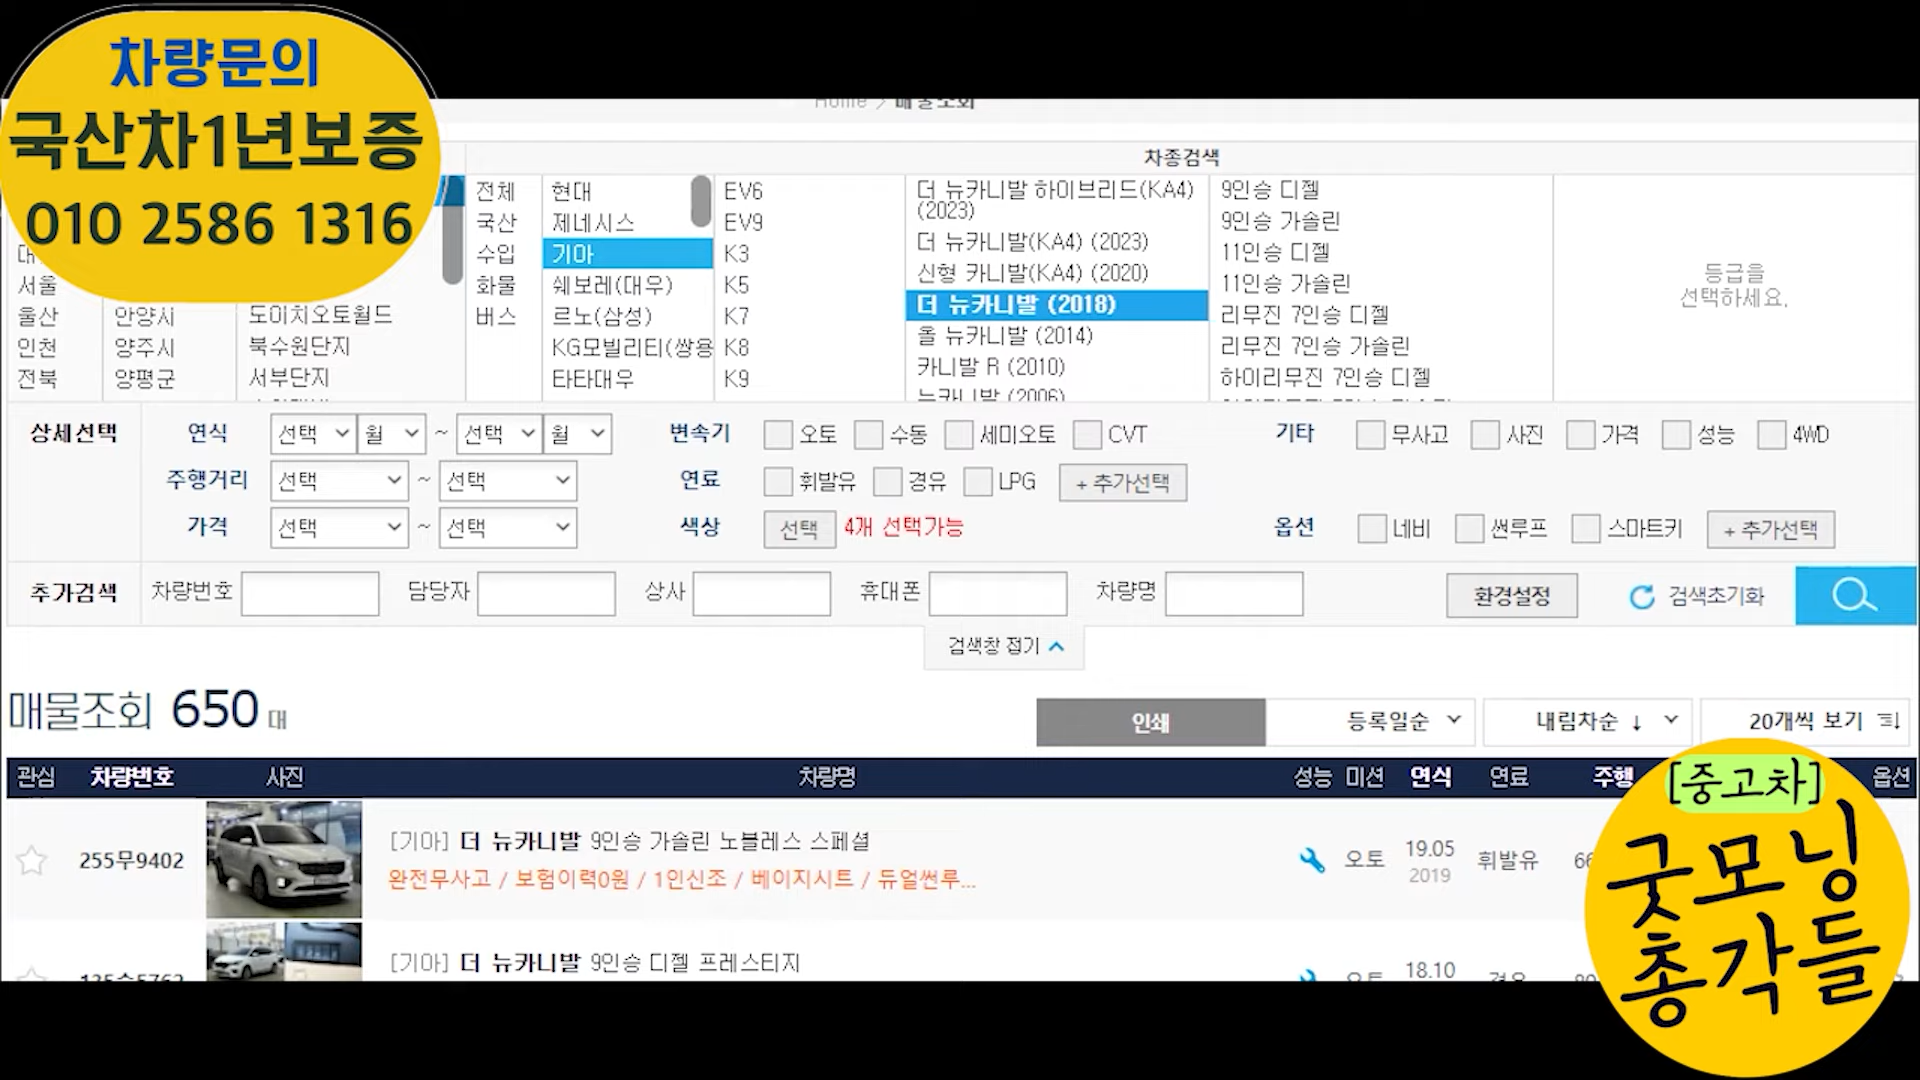 차량문의
국산차1년보증
010 2586 1316
Home > 매물조회
차종검색
서울
울산
인천
전북
안양시
양주시
양평군
도이치오토월드
북수원단지
서부단지
전체
국산
수입
화물
버스
현대
제네시스
기아
쉐보레(대우)
르노(삼성)
KG모빌리티(쌍용
타타대우
EV6
EV9
K3
K5
K7
K8
K9
더 뉴카니발 하이브리드(KA4)
(2023)
더 뉴카니발(KA4) (2023)
신형 카니발(KA4) (2020)
더 뉴카니발 (2018)
올 뉴카니발 (2014)
카니발 R (2010)
뉴카니발 (2006)
9인승 디젤
9인승 가솔린
11인승 디젤
11인승 가솔린
리무진 7인승 디젤
리무진 7인승 가솔린
하이리무진 7인승 디젤
등급을
선택하세요.
상세선택 연식 선택 월 ~ 선택 월 변속기 오토 수동 세미오토 CVT 기타 무사고 사진 가격 성능 4WD
주행거리 선택 ~ 선택 연료 휘발유 경유 LPG + 추가선택
가격 선택 ~ 선택 색상 선택 4개 선택가능 옵션 네비 썬루프 스마트키 + 추가선택
추가검색 차량번호 담당자 상사 휴대폰 차량명 환경설정 검색초기화
검색창 접기
매물조회 650 대
인쇄 등록일순 내림차순 ↓ 20개씩 보기
관심 차량번호 사진 차량명 성능 미션 연식 연료 주행 옵션
255무9402 [기아] 더 뉴카니발 9인승 가솔린 노블레스 스페셜 오토 19.05 휘발유 66
완전무사고 / 보험이력0원 / 1인신조 / 베이지시트 / 듀얼썬루... 2019
[기아] 더 뉴카니발 9인승 디젤 프레스티지 18.10
[중고차]
굿모닝
총각들